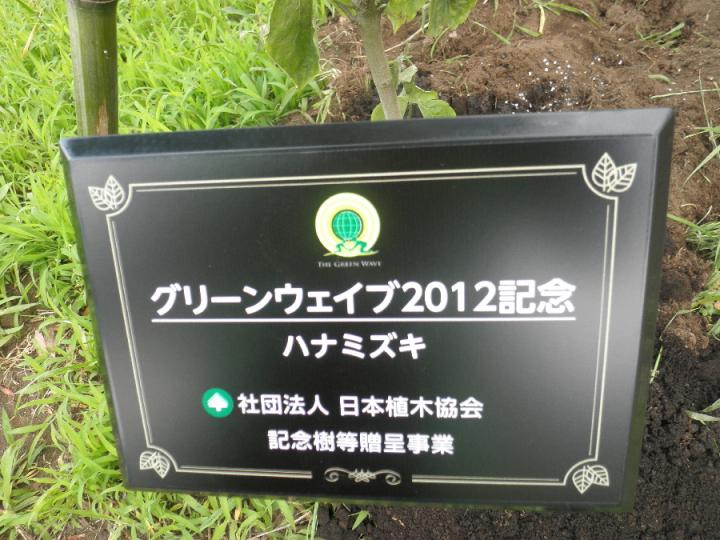 THE GREEN WAVE
グリーンウェイブ2012記念
ハナミズキ
社団法人 日本植木協会
記念樹等贈呈事業